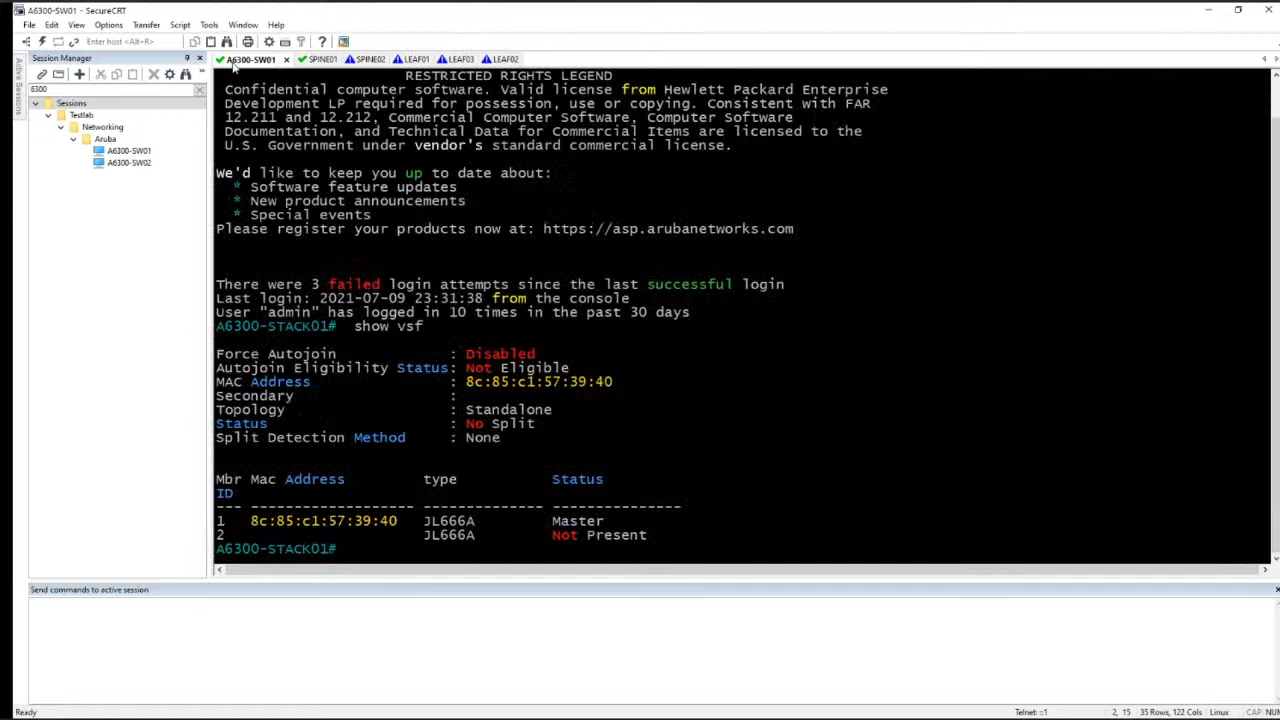 A6300-SW01 - SecureCRT
File Edit View Options Transfer Script Tools Window Help
Enter host <Alt+R>
Active Sessions
Session Manager
6300
Sessions
Testlab
Networking
Aruba
A6300-SW01
A6300-SW02
A6300-SW01 SPINE01 SPINE02 LEAF01 LEAF03 LEAF02
RESTRICTED RIGHTS LEGEND
Confidential computer software. Valid license from Hewlett Packard Enterprise
Development LP required for possession, use or copying. Consistent with FAR
12.211 and 12.212, Commercial Computer Software, Computer Software
Documentation, and Technical Data for Commercial Items are licensed to the
U.S. Government under vendor's standard commercial license.
We'd like to keep you up to date about:
* Software feature updates
* New product announcements
* Special events
Please register your products now at: https://asp.arubanetworks.com
There were 3 failed login attempts since the last successful login
Last login: 2021-07-09 23:31:38 from the console
User "admin" has logged in 10 times in the past 30 days
A6300-STACK01# show vsf
Force Autojoin : Disabled
Autojoin Eligibility Status: Not Eligible
MAC Address : 8c:85:c1:57:39:40
Secondary :
Topology : Standalone
Status : No Split
Split Detection Method : None
Mbr Mac Address type Status
ID
--- ------------------- -------------- ---------------
1 8c:85:c1:57:39:40 JL666A Master
2 JL666A Not Present
A6300-STACK01#
Send commands to active session
Ready Telnet: ::1 2, 15 35 Rows, 122 Cols Linux CAP NUM